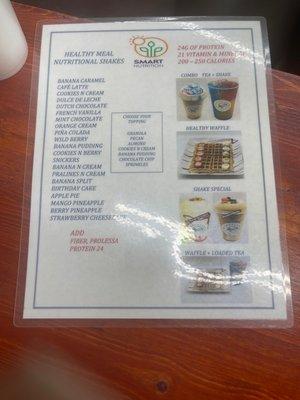 HEALTHY MEAL
NUTRITIONAL SHAKES
SMART
NUTRITION
24G OF PROTEIN
21 VITAMIN & MINERAL
200 - 250 CALORIES
BANANA CARAMEL
CAFÉ LATTE
COOKIES N CREAM
DULCE DE LECHE
DUTCH CHOCOLATE
FRENCH VANILLA
MINT CHOCOLATE
ORANGE CREAM
PIÑA COLADA
WILD BERRY
BANANA PUDDING
COOKIES N BERRY
SNICKERS
BANANA N CREAM
PRALINES N CREAM
BANANA SPLIT
BIRTHDAY CAKE
APPLE PIE
MANGO PINEAPPLE
BERRY PINEAPPLE
STRAWBERRY CHEESECAKE
ADD
FIBER, PROLESSA
PROTEIN 24
CHOOSE YOUR
TOPPING
GRANOLA
PECAN
ALMOND
COOKIES N CREAM
BANANA PUDDING
CHOCOLATE CHIP
SPRINKLES
COMBO TEA + SHAKE
HEALTHY WAFFLE
SHAKE SPECIAL
WAFFLE + LOADED TEA